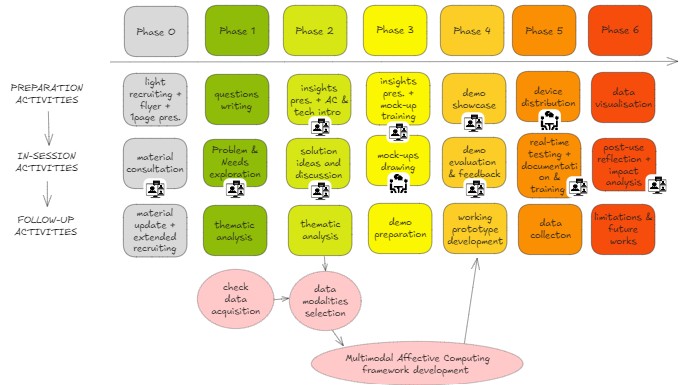 Phase 0
Phase 1
Phase 2
Phase 3
Phase 4
Phase 5
Phase 6
PREPARATION
ACTIVITIES
light
recruiting +
flyer +
1page pres.
questions
writing
insights
pres. + AC &
tech intro
insights
pres. +
mock-up
training
demo
showcase
device
distribution
data
visualisation
IN-SESSION
ACTIVITIES
material
consultation
Problem &
Needs
exploration
solution
ideas and
discussion
mock-ups
drawing
demo
evaluation
& feedback
real-time
testing +
documentati
on &
training
post-use
reflection +
impact
analysis
FOLLOW-UP
ACTIVITIES
material
update +
extended
recruiting
thematic
analysis
thematic
analysis
demo
preparation
working
prototype
development
data
collecton
limitations &
future
works
check
data
acquisition
data
modalities
selection
Multimodal Affective Computing
framework development